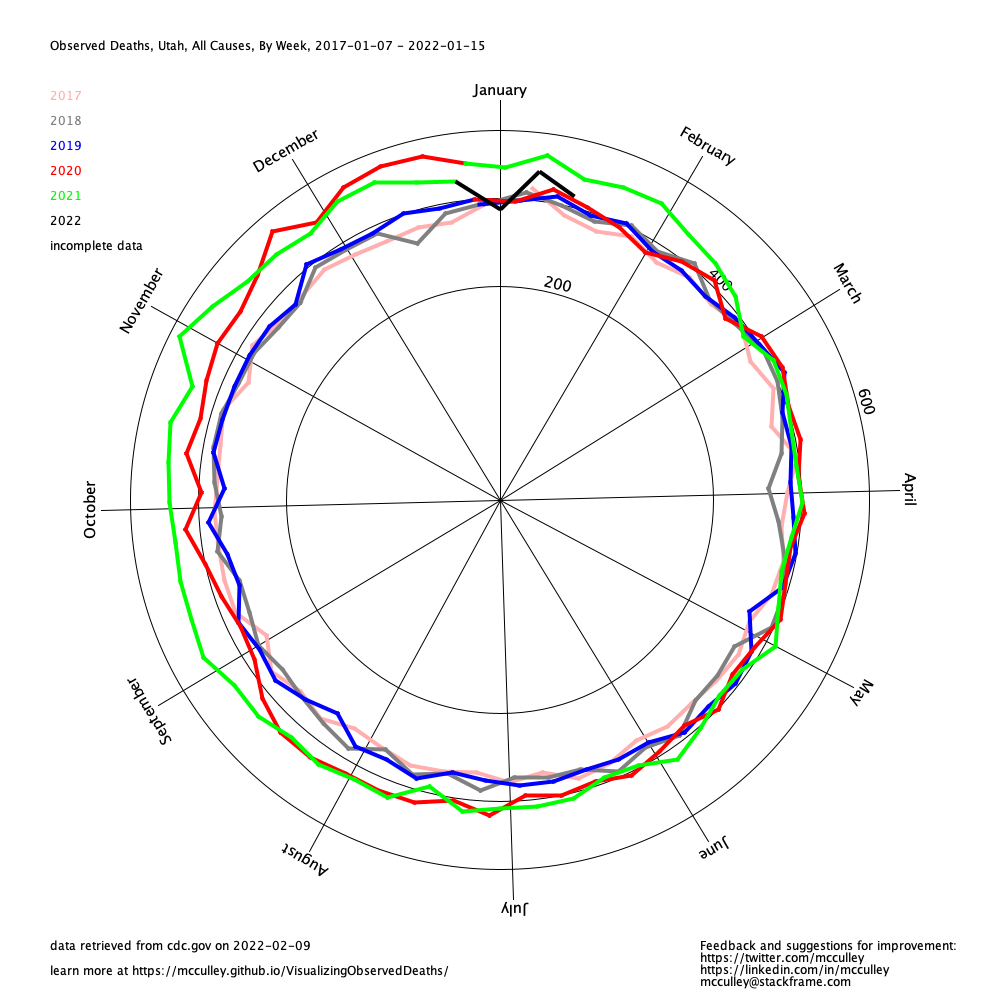 Observed Deaths, Utah, All Causes, By Week, 2017-01-07 - 2022-01-15
2017
2018
2019
2020
2021
2022
incomplete data
January
February
March
April
May
June
July
August
September
October
November
December
200
400
600
data retrieved from cdc.gov on 2022-02-09
learn more at https://mcculley.github.io/VisualizingObservedDeaths/
Feedback and suggestions for improvement:
https://twitter.com/mcculley
https://linkedin.com/in/mcculley
mcculley@stackframe.com